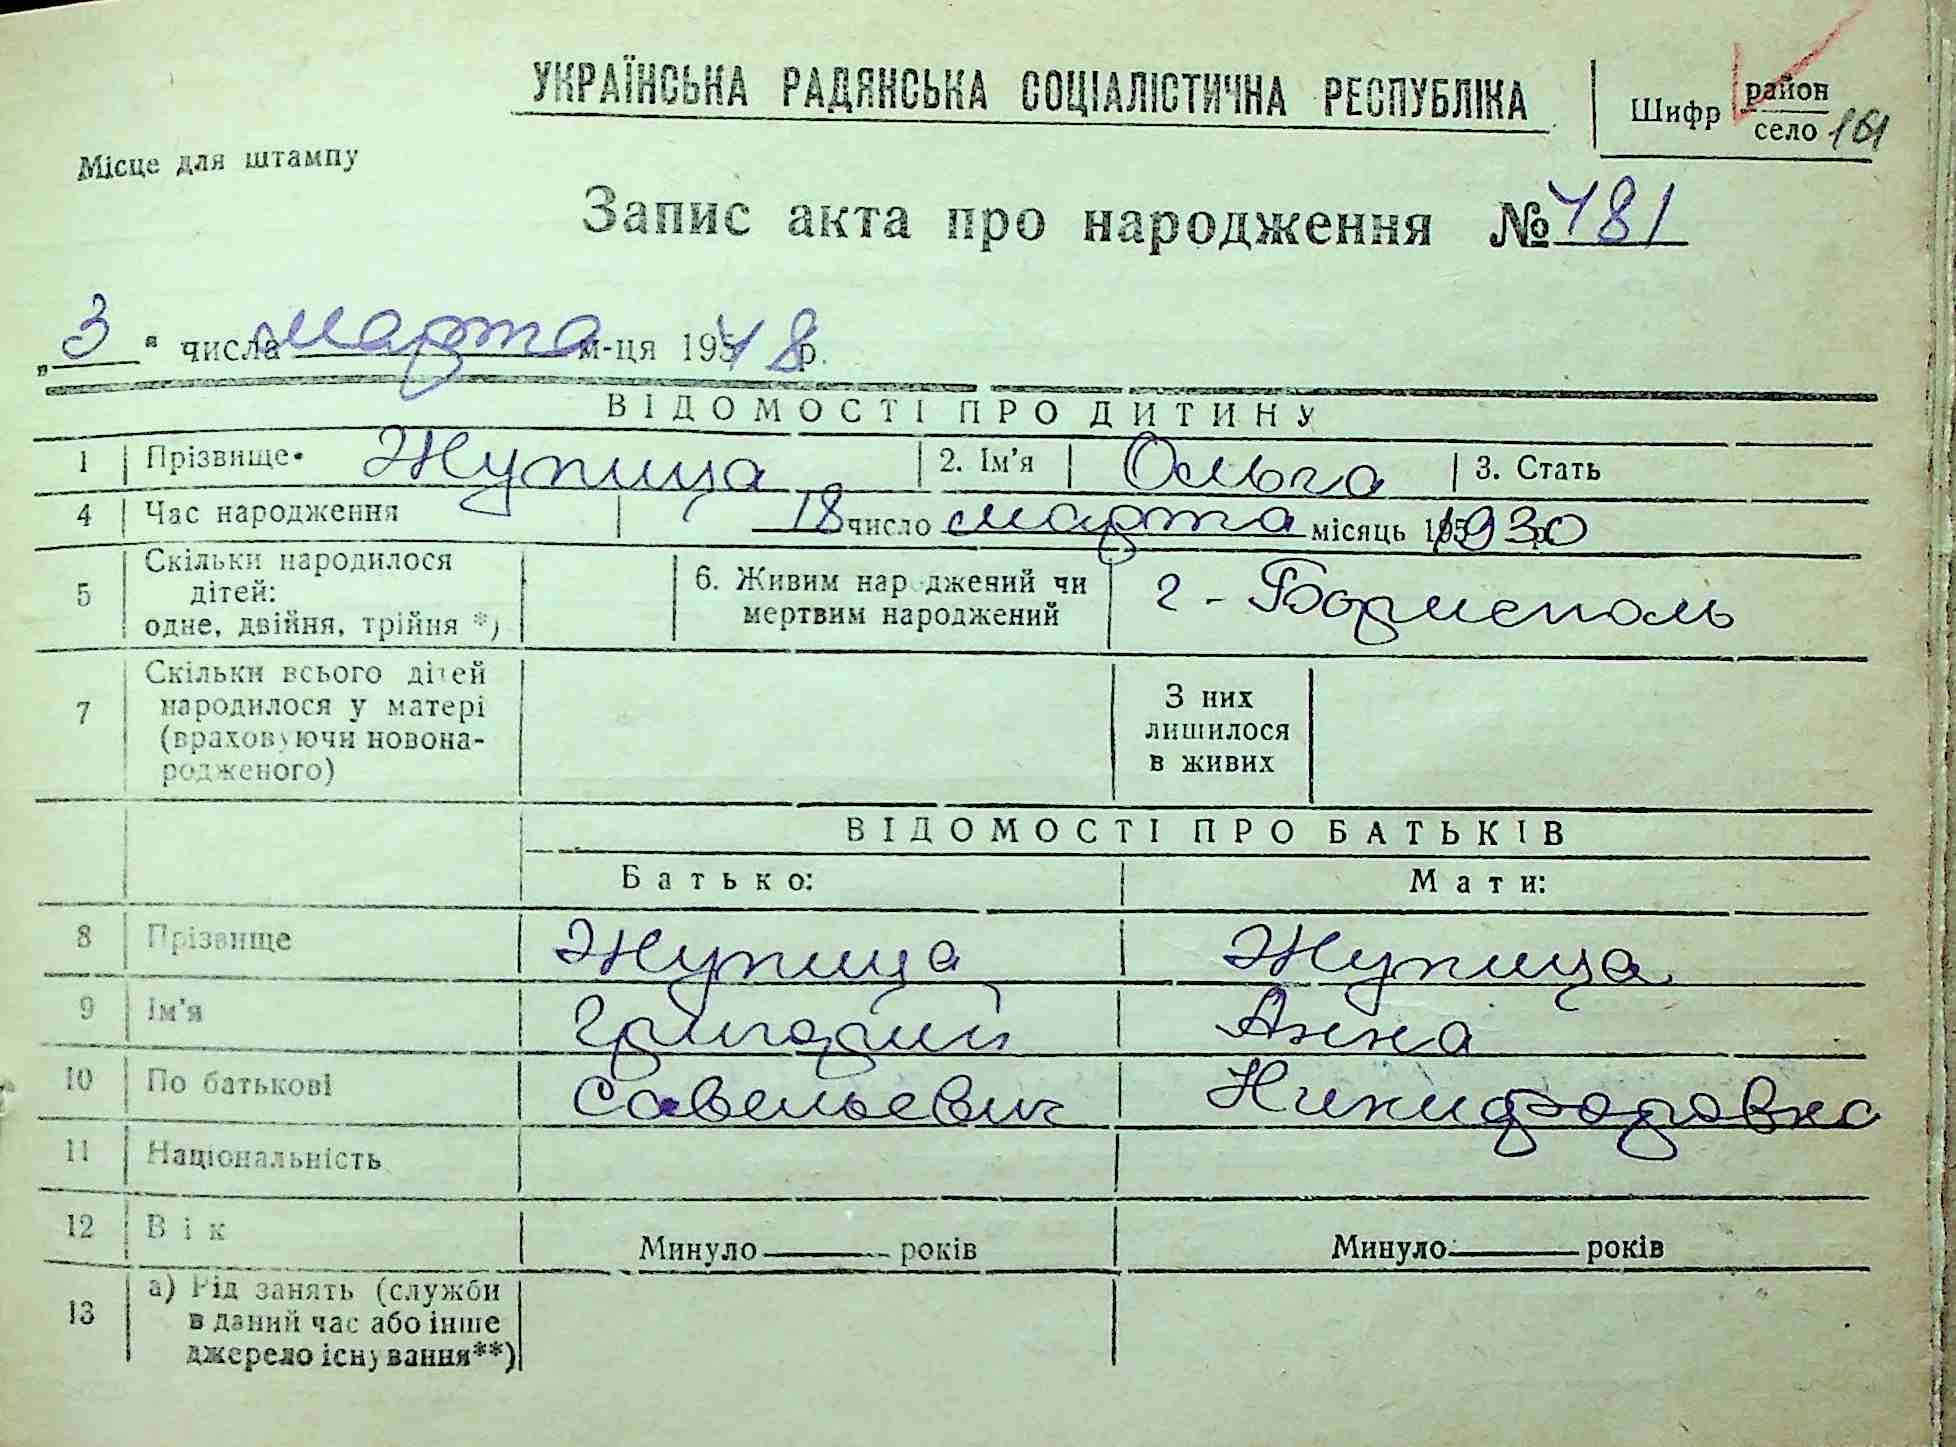 УКРАЇНСЬКА РАДЯНСЬКА СОЦІАЛІСТИЧНА РЕСПУБЛІКА
Шифр район село 161
Місце для штампу
Запис акта про народження № 481
„3" числа марта м-ця 1948 р.
ВІДОМОСТІ ПРО ДИТИНУ
1 Прізвище Жупица 2. Ім'я Ольга 3. Стать
4 Час народження 18 число марта місяць 1930
5 Скільки народилося дітей: одне, двійня, трійня *) 6. Живим народжений чи мертвим народжений г - Борисполь
7 Скільки всього дітей народилося у матері (враховуючи новонародженого) З них лишилося в живих
ВІДОМОСТІ ПРО БАТЬКІВ
Батько: Мати:
8 Прізвище Жупица Жупица
9 Ім'я Григорий Анна
10 По батькові Савельевич Никифоровна
11 Національність
12 Вік Минуло років Минуло років
13 а) Рід занять (служби в даний час або інше джерело існування**)